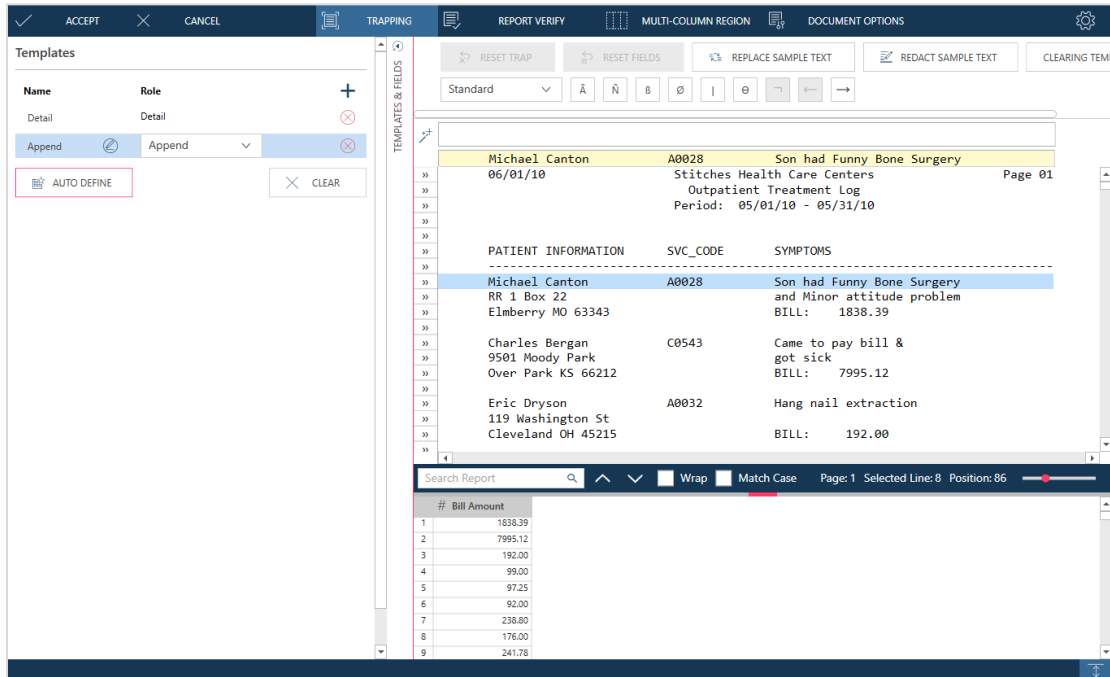 ACCEPT CANCEL TRAPPING REPORT VERIFY MULTI-COLUMN REGION DOCUMENT OPTIONS
Templates
Name Role
Detail Detail
Append Append
AUTO DEFINE CLEAR
TEMPLATES & FIELDS
RESET TRAP RESET FIELDS REPLACE SAMPLE TEXT REDACT SAMPLE TEXT CLEARING TEM
Standard Ã Ñ ß Ø | Ɵ ¬ ← →
Michael Canton A0028 Son had Funny Bone Surgery
06/01/10 Stitches Health Care Centers Page 01
Outpatient Treatment Log
Period: 05/01/10 - 05/31/10
PATIENT INFORMATION SVC_CODE SYMPTOMS
-------------------------------------------------------------------------------
Michael Canton A0028 Son had Funny Bone Surgery
RR 1 Box 22 and Minor attitude problem
Elmberry MO 63343 BILL: 1838.39
Charles Bergan C0543 Came to pay bill &
9501 Moody Park got sick
Over Park KS 66212 BILL: 7995.12
Eric Dryson A0032 Hang nail extraction
119 Washington St
Cleveland OH 45215 BILL: 192.00
Search Report Wrap Match Case Page: 1 Selected Line: 8 Position: 86
# Bill Amount
1 1838.39
2 7995.12
3 192.00
4 99.00
5 97.25
6 92.00
7 238.80
8 176.00
9 241.78